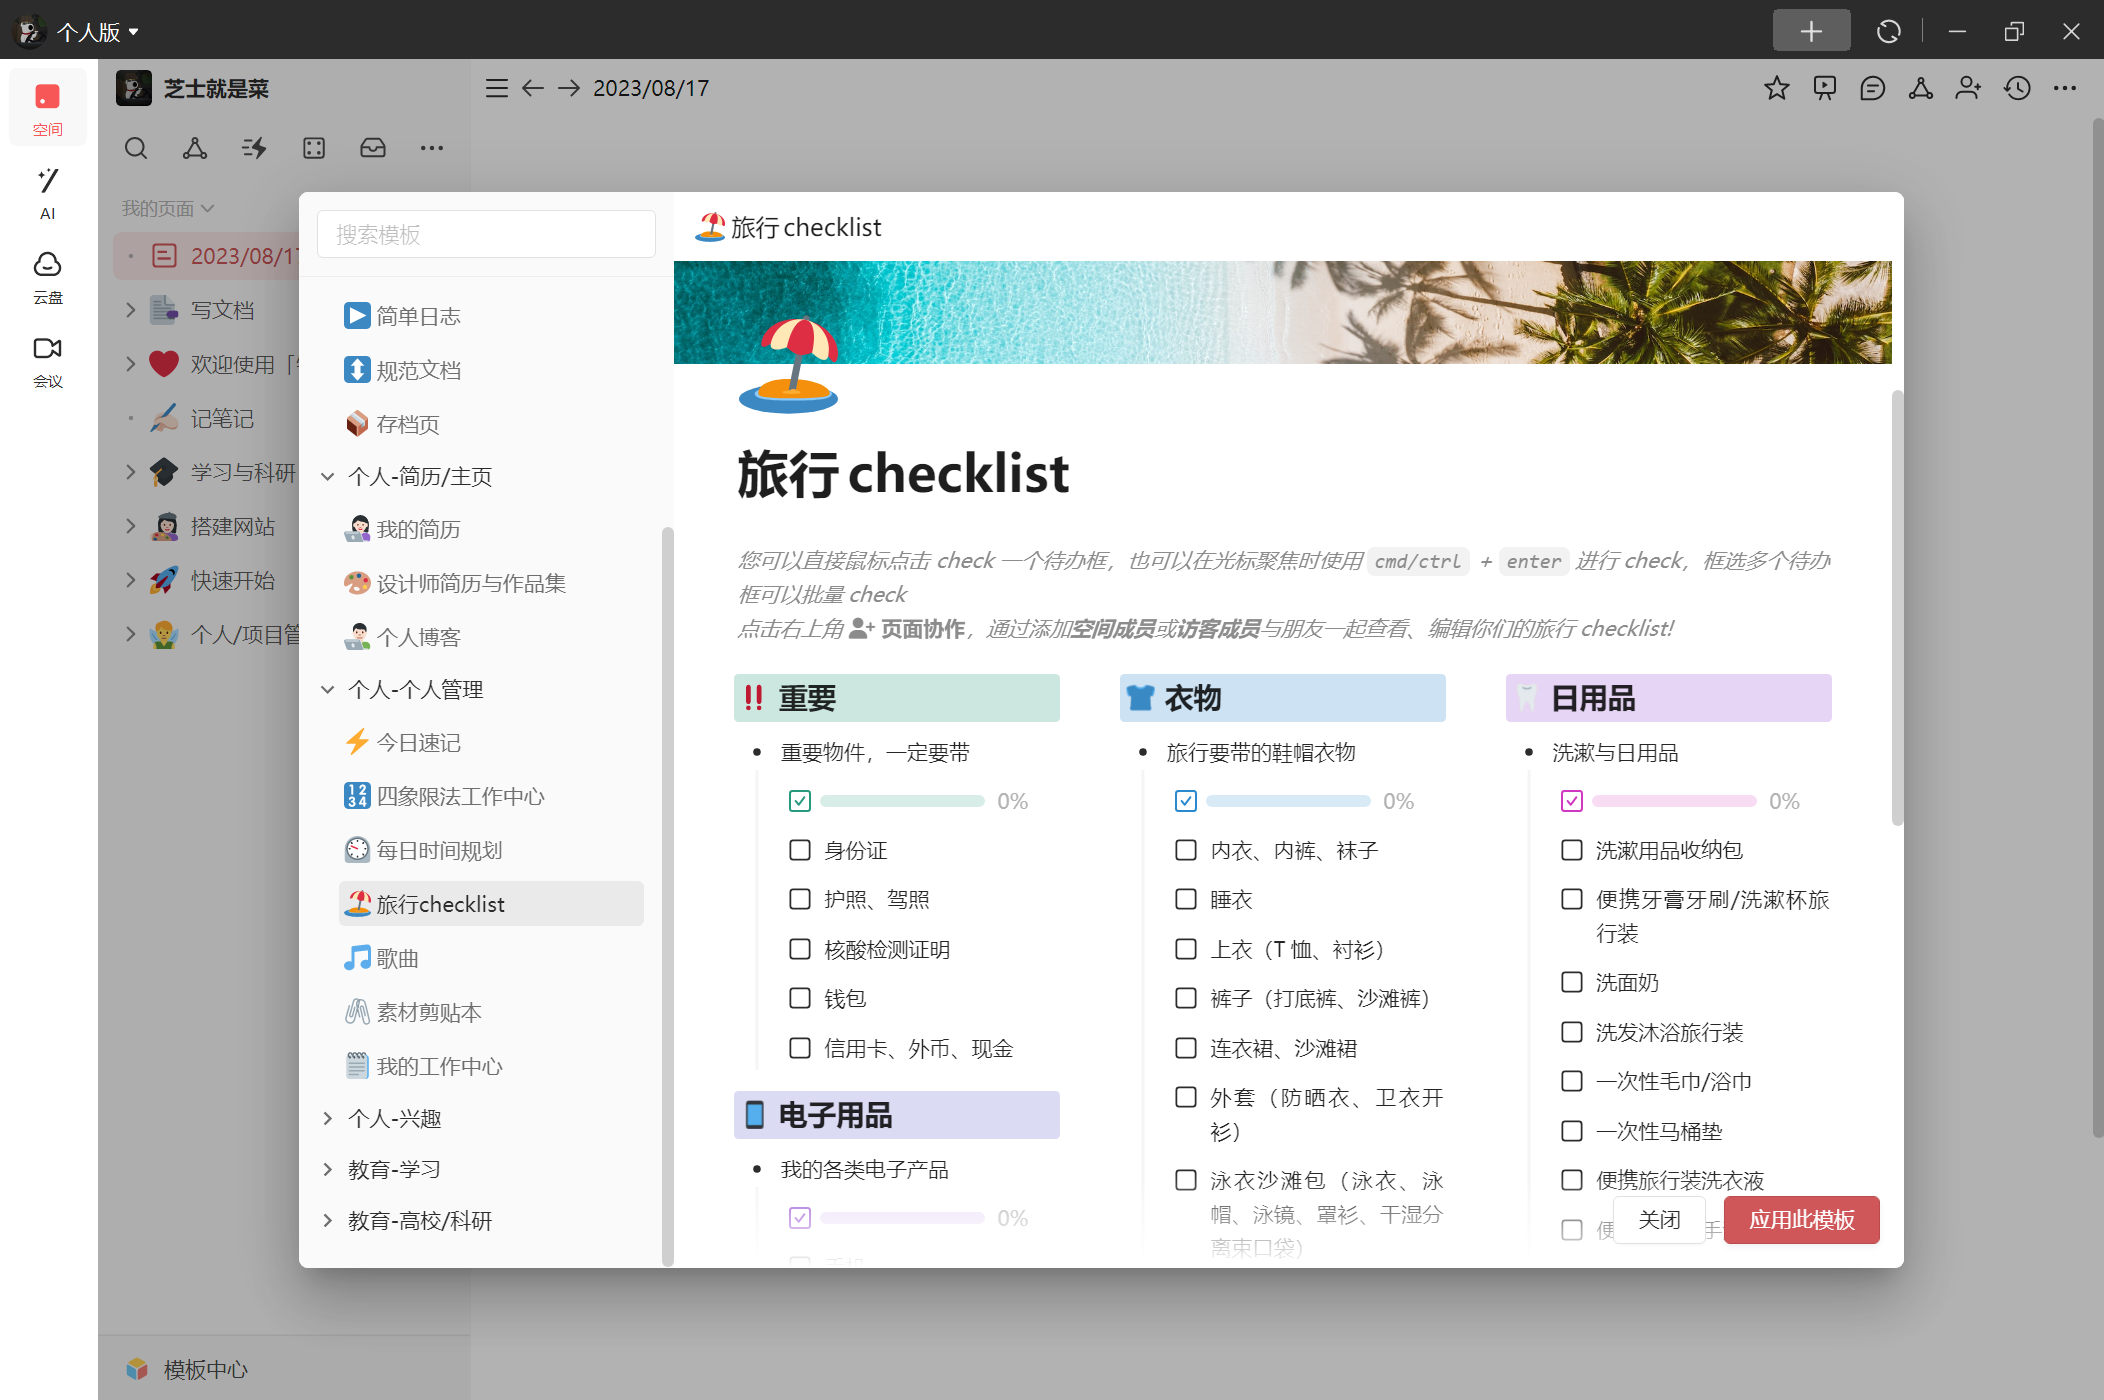 个人版
空间
AI
云盘
会议
芝士就是菜
我的页面
2023/08/17
写文档
欢迎使用「
记笔记
学习与科研
搭建网站
快速开始
个人/项目管
模板中心
2023/08/17
搜索模板
简单日志
规范文档
存档页
个人-简历/主页
我的简历
设计师简历与作品集
个人博客
个人-个人管理
今日速记
四象限法工作中心
每日时间规划
旅行checklist
歌曲
素材剪贴本
我的工作中心
个人-兴趣
教育-学习
教育-高校/科研
旅行 checklist
旅行 checklist
您可以直接鼠标点击 check 一个待办框，也可以在光标聚焦时使用 cmd/ctrl + enter 进行 check，框选多个待办
框可以批量 check
点击右上角 页面协作，通过添加空间成员或访客成员与朋友一起查看、编辑你们的旅行 checklist!
重要
重要物件，一定要带
0%
身份证
护照、驾照
核酸检测证明
钱包
信用卡、外币、现金
电子用品
我的各类电子产品
0%
衣物
旅行要带的鞋帽衣物
0%
内衣、内裤、袜子
睡衣
上衣（T 恤、衬衫）
裤子（打底裤、沙滩裤）
连衣裙、沙滩裙
外套（防晒衣、卫衣开
衫）
泳衣沙滩包（泳衣、泳
帽、泳镜、罩衫、干湿分
离束口袋）
日用品
洗漱与日用品
0%
洗漱用品收纳包
便携牙膏牙刷/洗漱杯旅
行装
洗面奶
洗发沐浴旅行装
一次性毛巾/浴巾
一次性马桶垫
便携旅行装洗衣液
便
手
关闭
应用此模板